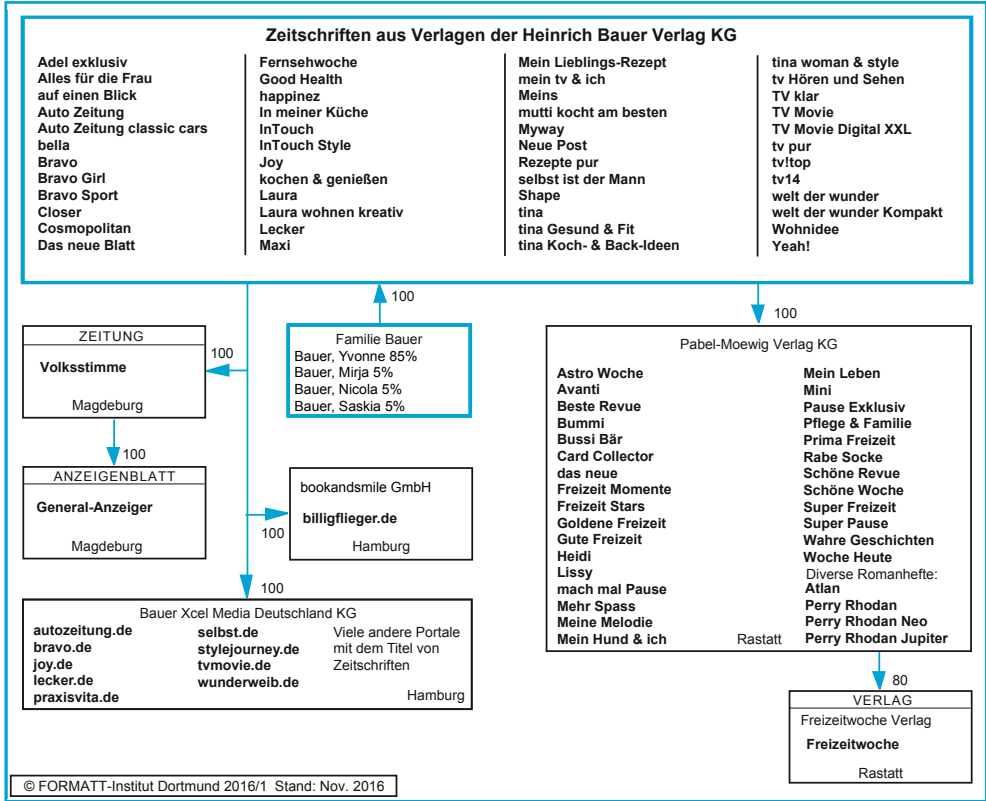 Zeitschriften aus Verlagen der Heinrich Bauer Verlag KG
Adel exklusiv
Alles für die Frau
auf einen Blick
Auto Zeitung
Auto Zeitung classic cars
bella
Bravo
Bravo Girl
Bravo Sport
Closer
Cosmopolitan
Das neue Blatt
Fernsehwoche
Good Health
happinez
In meiner Küche
InTouch
InTouch Style
Joy
kochen & genießen
Laura
Laura wohnen kreativ
Lecker
Maxi
Mein Lieblings-Rezept
mein tv & ich
Meins
mutti kocht am besten
Myway
Neue Post
Rezepte pur
selbst ist der Mann
Shape
tina
tina Gesund & Fit
tina Koch- & Back-Ideen
tina woman & style
tv Hören und Sehen
TV klar
TV Movie
TV Movie Digital XXL
tv pur
tv!top
tv14
welt der wunder
welt der wunder Kompakt
Wohnidee
Yeah!
100
100
ZEITUNG
Volksstimme
Magdeburg
100
Familie Bauer
Bauer, Yvonne 85%
Bauer, Mirja 5%
Bauer, Nicola 5%
Bauer, Saskia 5%
100
ANZEIGENBLATT
General-Anzeiger
Magdeburg
bookandsmile GmbH
billigflieger.de
Hamburg
100
100
Bauer Xcel Media Deutschland KG
autozeitung.de
bravo.de
joy.de
lecker.de
praxisvita.de
selbst.de
stylejourney.de
tvmovie.de
wunderweib.de
Viele andere Portale
mit dem Titel von
Zeitschriften
Hamburg
Pabel-Moewig Verlag KG
Astro Woche
Avanti
Beste Revue
Bummi
Bussi Bär
Card Collector
das neue
Freizeit Momente
Freizeit Stars
Goldene Freizeit
Gute Freizeit
Heidi
Lissy
mach mal Pause
Mehr Spass
Meine Melodie
Mein Hund & ich
Rastatt
Mein Leben
Mini
Pause Exklusiv
Pflege & Familie
Prima Freizeit
Rabe Socke
Schöne Revue
Schöne Woche
Super Freizeit
Super Pause
Wahre Geschichten
Woche Heute
Diverse Romanhefte:
Atlan
Perry Rhodan
Perry Rhodan Neo
Perry Rhodan Jupiter
80
VERLAG
Freizeitwoche Verlag
Freizeitwoche
Rastatt
© FORMATT-Institut Dortmund 2016/1 Stand: Nov. 2016